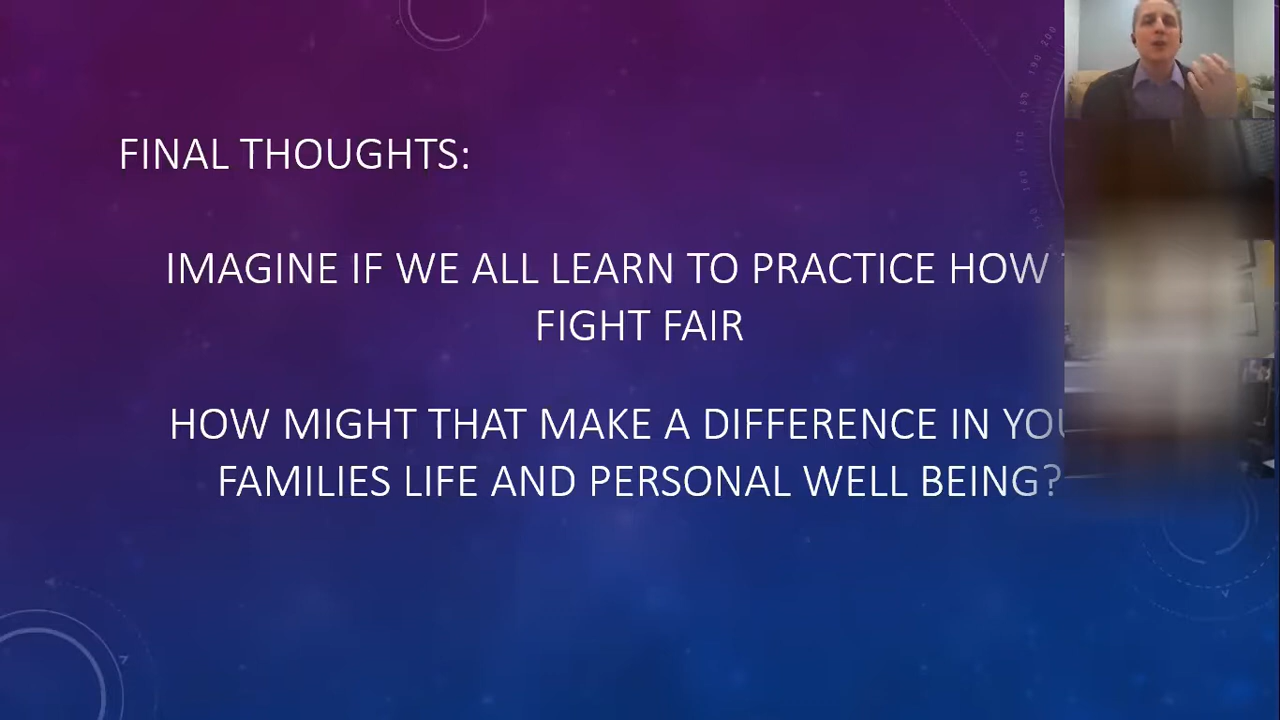 FINAL THOUGHTS:
IMAGINE IF WE ALL LEARN TO PRACTICE HOW
FIGHT FAIR
HOW MIGHT THAT MAKE A DIFFERENCE IN YOU
FAMILIES LIFE AND PERSONAL WELL BEING?